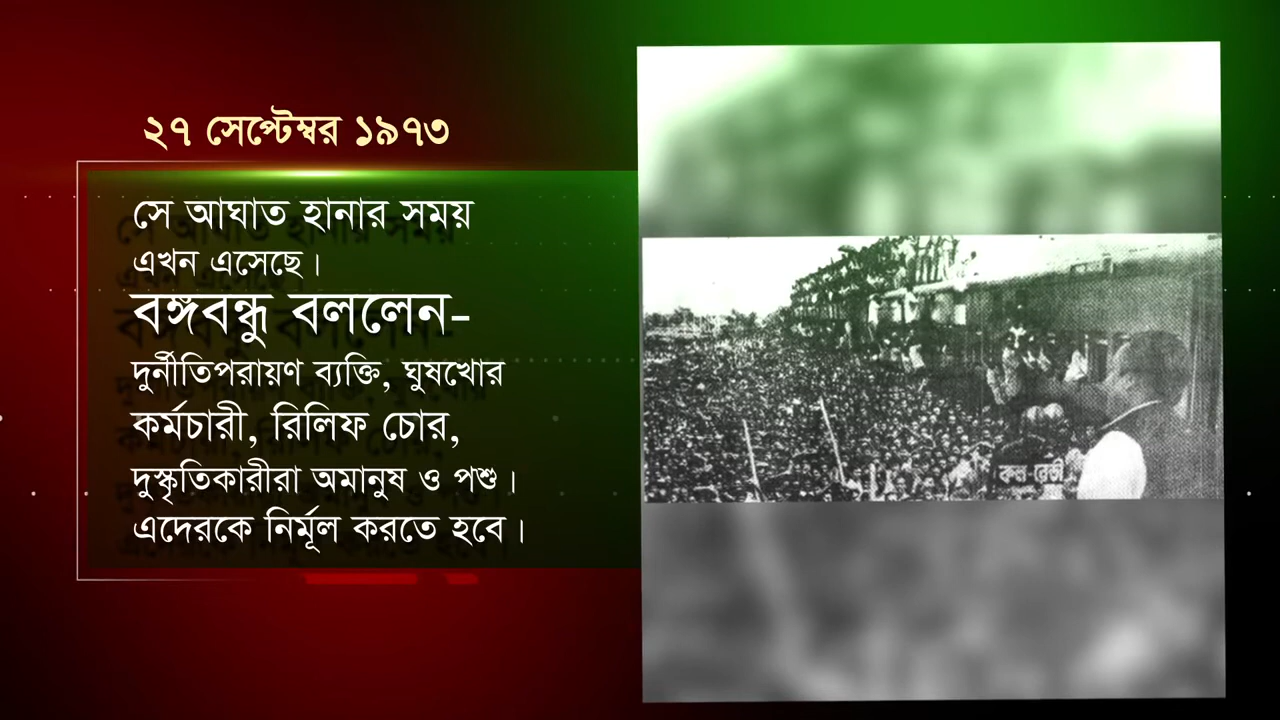 ২৭ সেপ্টেম্বর ১৯৭৩
সে আঘাত হানার সময়
এখন এসেছে।
বঙ্গবন্ধু বললেন-
দুর্নীতিপরায়ণ ব্যক্তি, ঘুষখোর
কর্মচারী, রিলিফ চোর,
দুস্কৃতিকারীরা অমানুষ ও পশু।
এদেরকে নির্মূল করতে হবে।
কল-রেডী